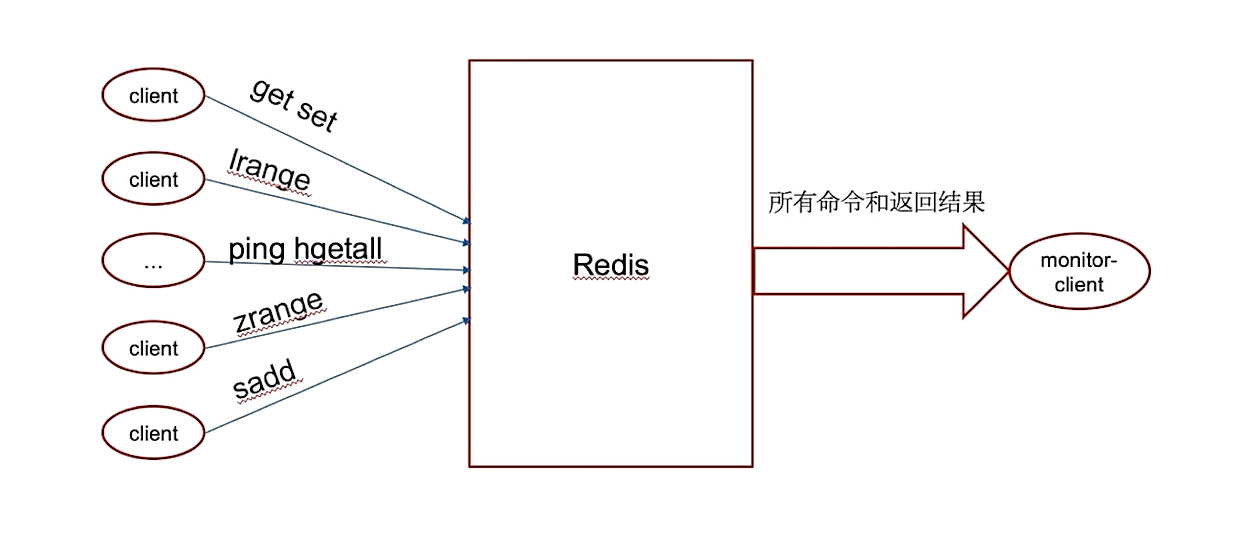 client
get set
client
lrange
...
ping hgetall
client
zrange
client
sadd
Redis
所有命令和返回结果
monitor-
client